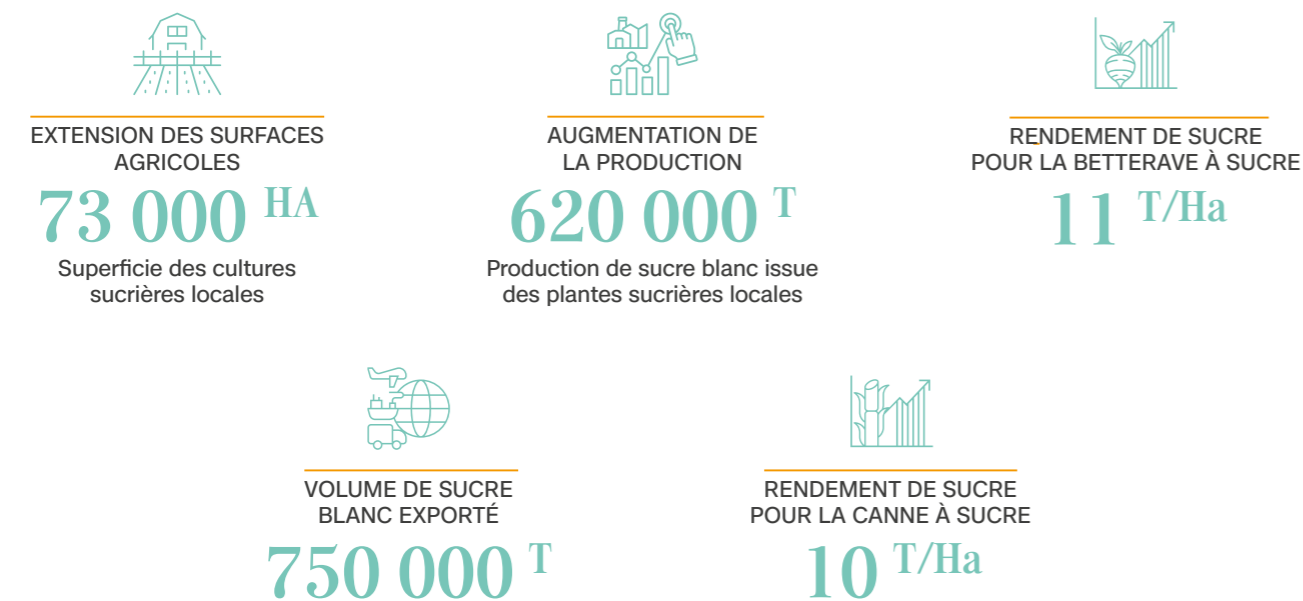 EXTENSION DES SURFACES
AGRICOLES
73 000 HA
Superficie des cultures
sucrières locales
AUGMENTATION DE
LA PRODUCTION
620 000 T
Production de sucre blanc issue
des plantes sucrières locales
RENDEMENT DE SUCRE
POUR LA BETTERAVE À SUCRE
11 T/Ha
VOLUME DE SUCRE
BLANC EXPORTÉ
750 000 T
RENDEMENT DE SUCRE
POUR LA CANNE À SUCRE
10 T/Ha